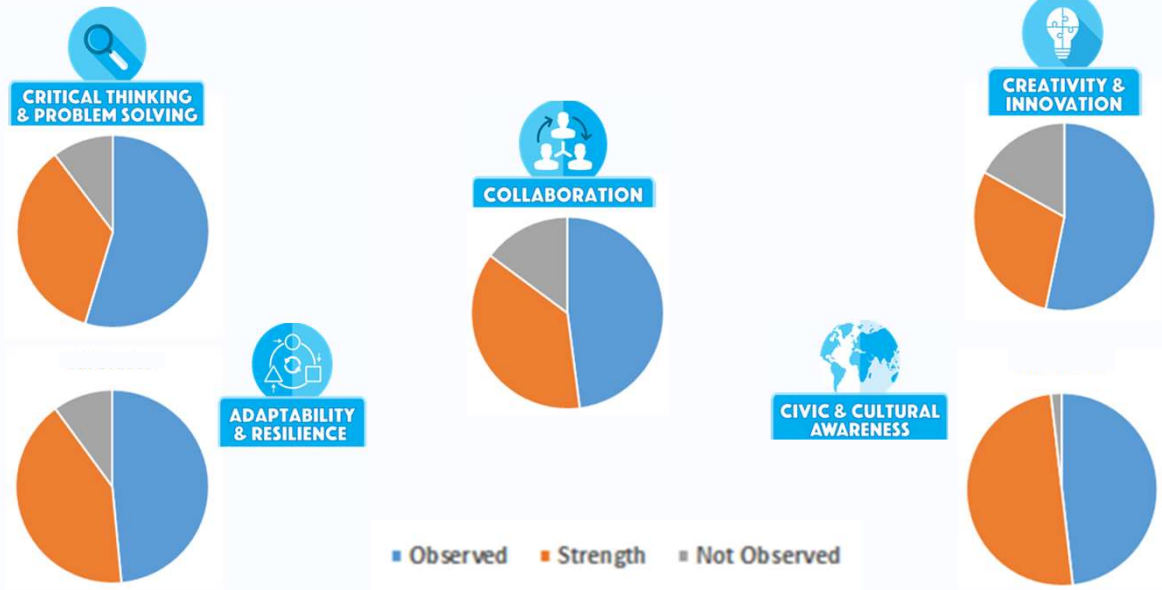 CRITICAL THINKING
& PROBLEM SOLVING
CREATIVITY &
INNOVATION
COLLABORATION
ADAPTABILITY
& RESILIENCE
CIVIC & CULTURAL
AWARENESS
Observed
Strength
Not Observed